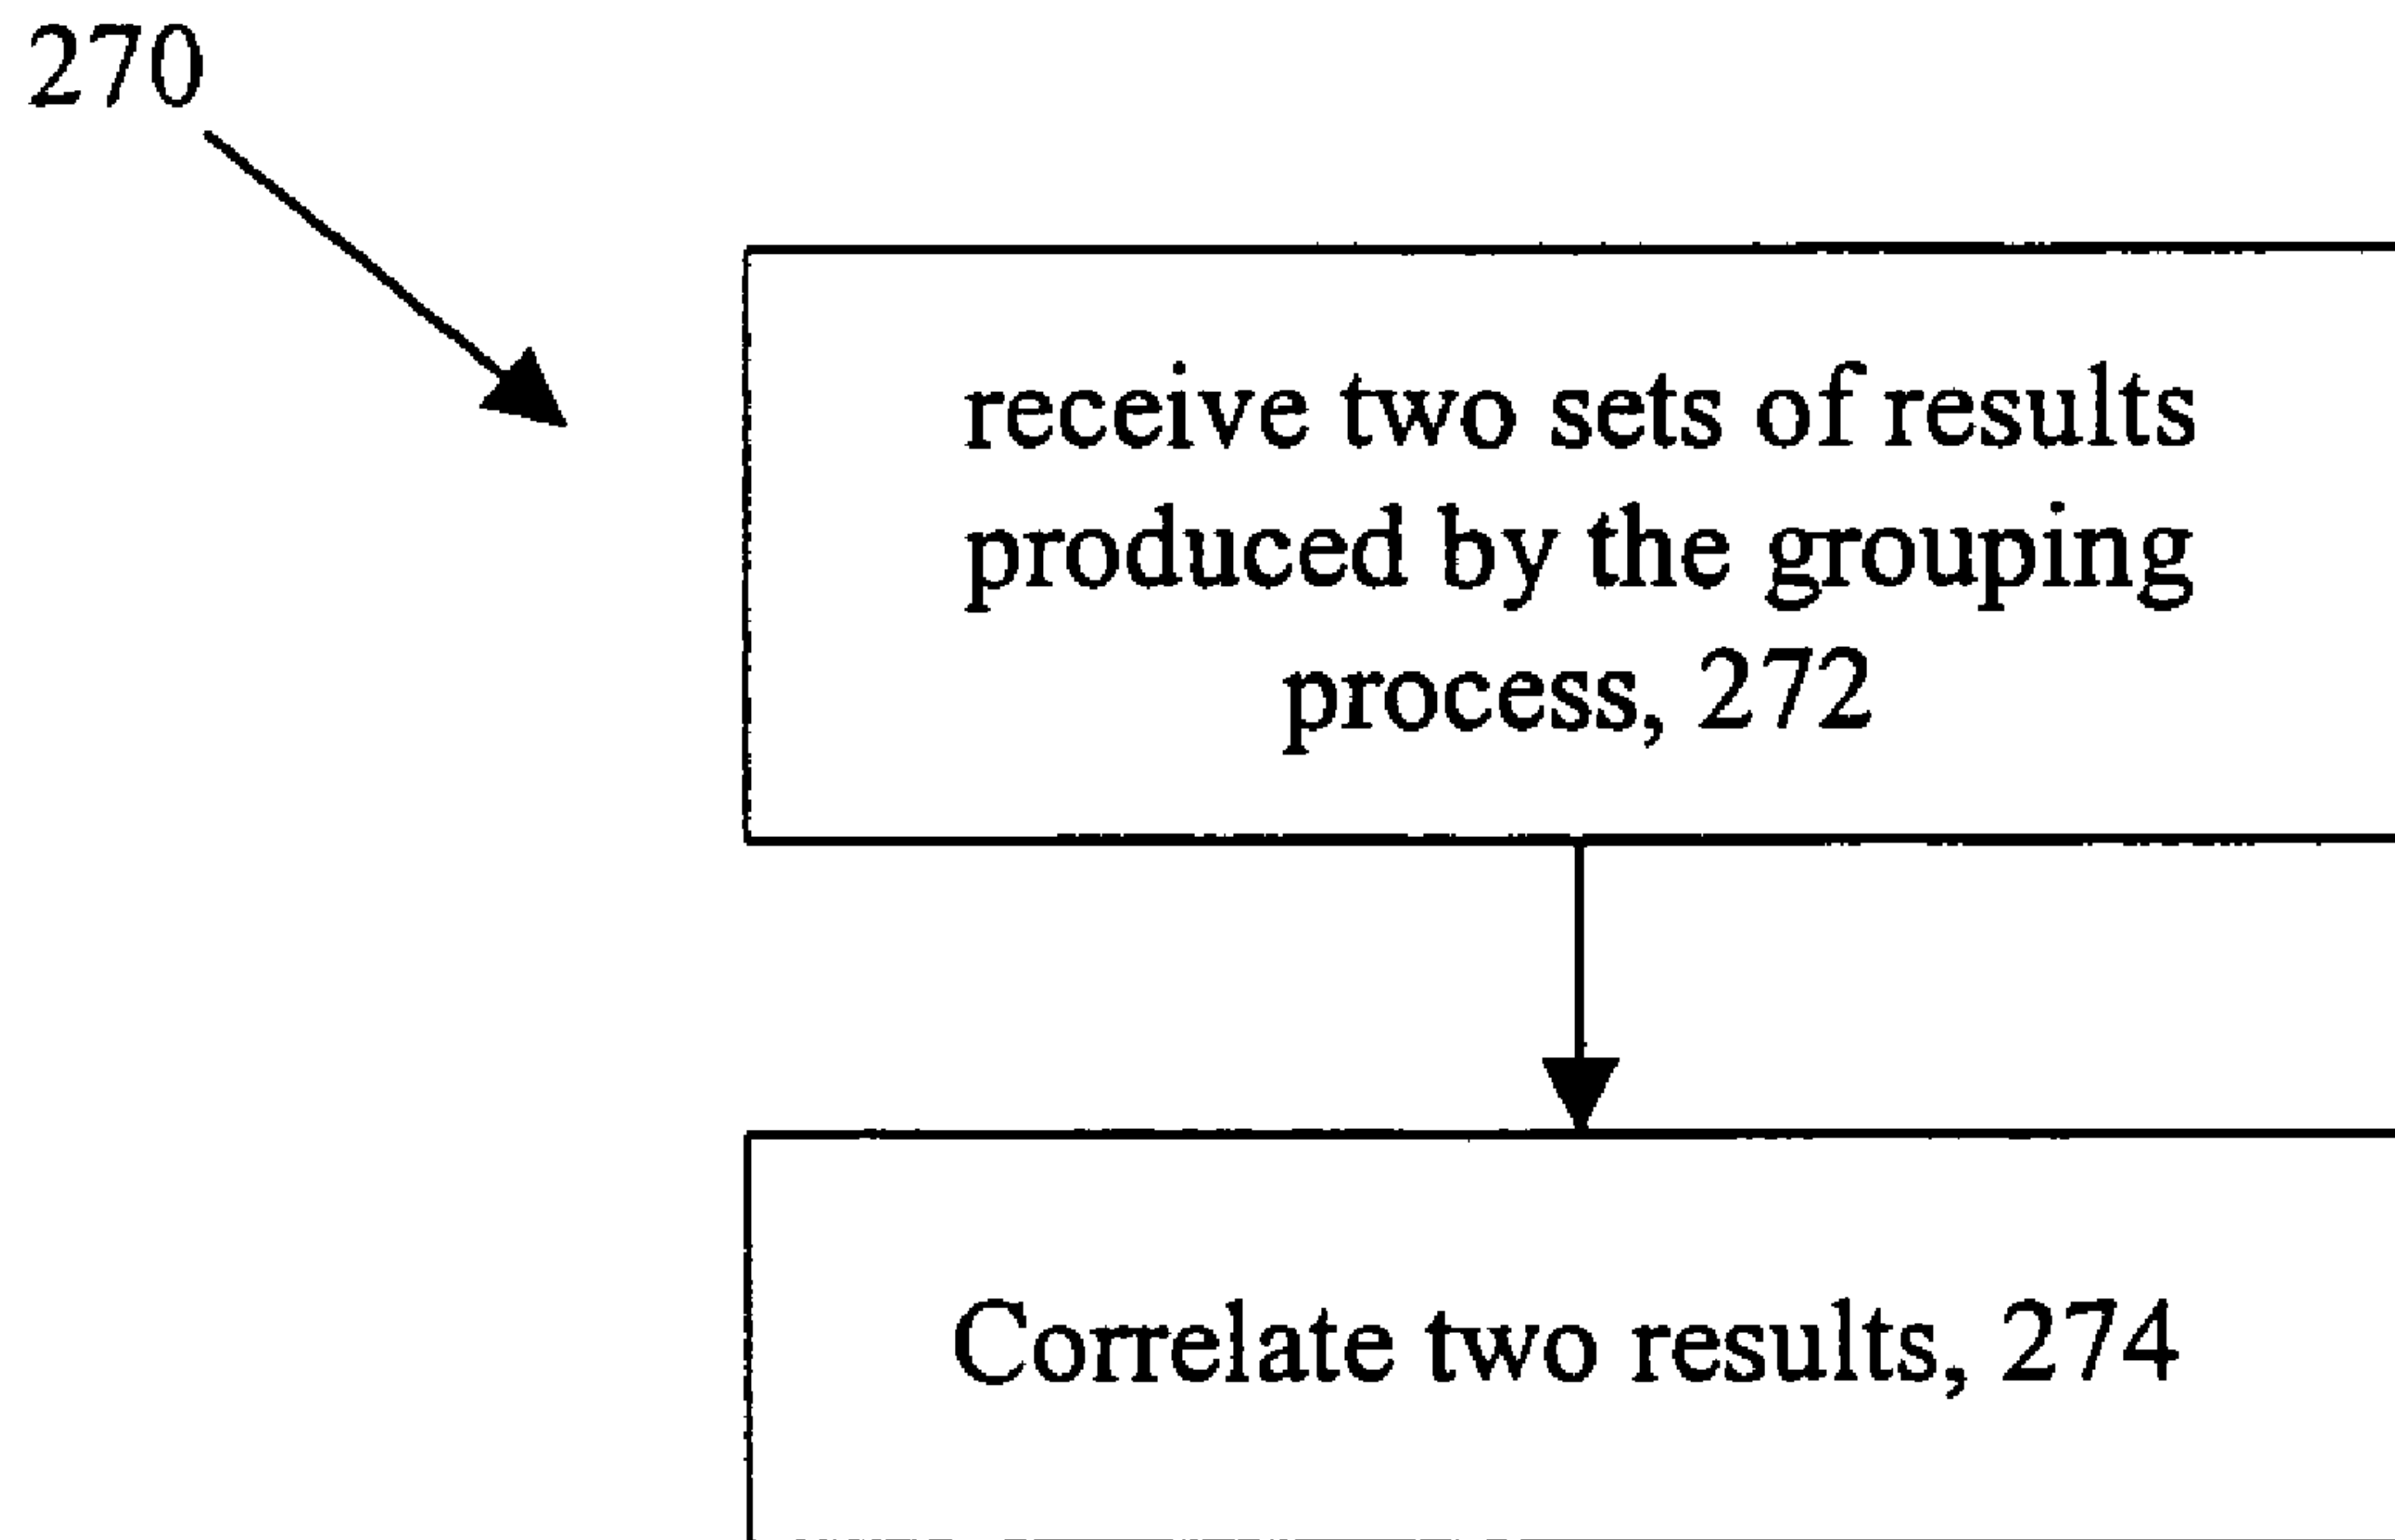 270
receive two sets of results
produced by the grouping
process, 272
Correlate two results, 274